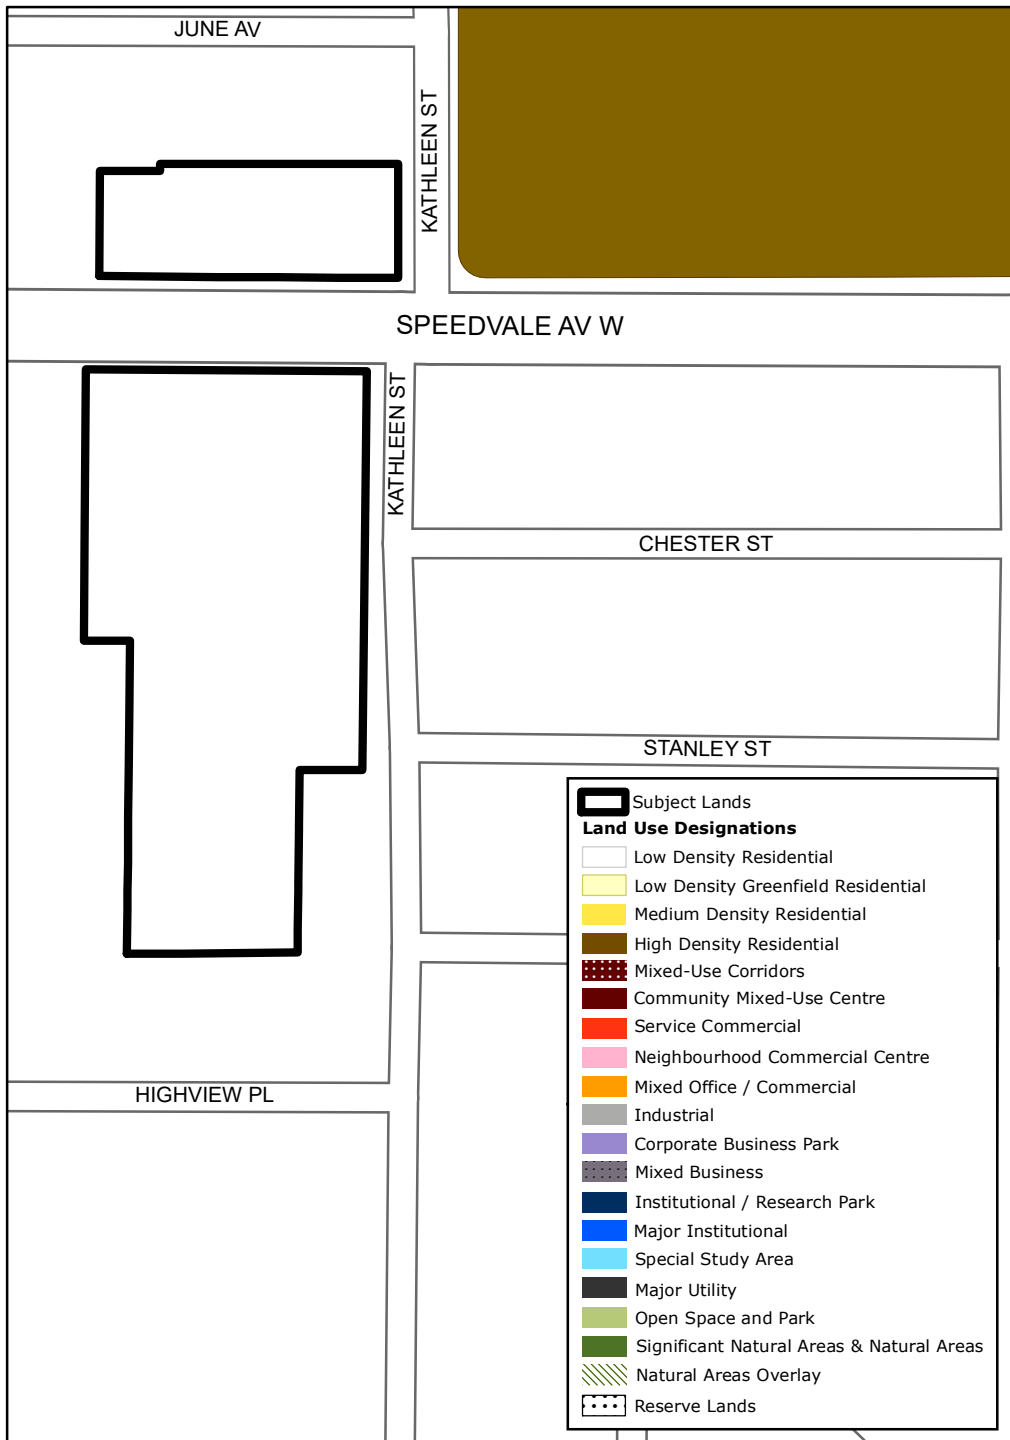 JUNE AV
KATHLEEN ST
SPEEDVALE AV W
KATHLEEN ST
CHESTER ST
STANLEY ST
HIGHVIEW PL
Subject Lands
Land Use Designations
Low Density Residential
Low Density Greenfield Residential
Medium Density Residential
High Density Residential
Mixed-Use Corridors
Community Mixed-Use Centre
Service Commercial
Neighbourhood Commercial Centre
Mixed Office / Commercial
Industrial
Corporate Business Park
Mixed Business
Institutional / Research Park
Major Institutional
Special Study Area
Major Utility
Open Space and Park
Significant Natural Areas & Natural Areas
Natural Areas Overlay
Reserve Lands